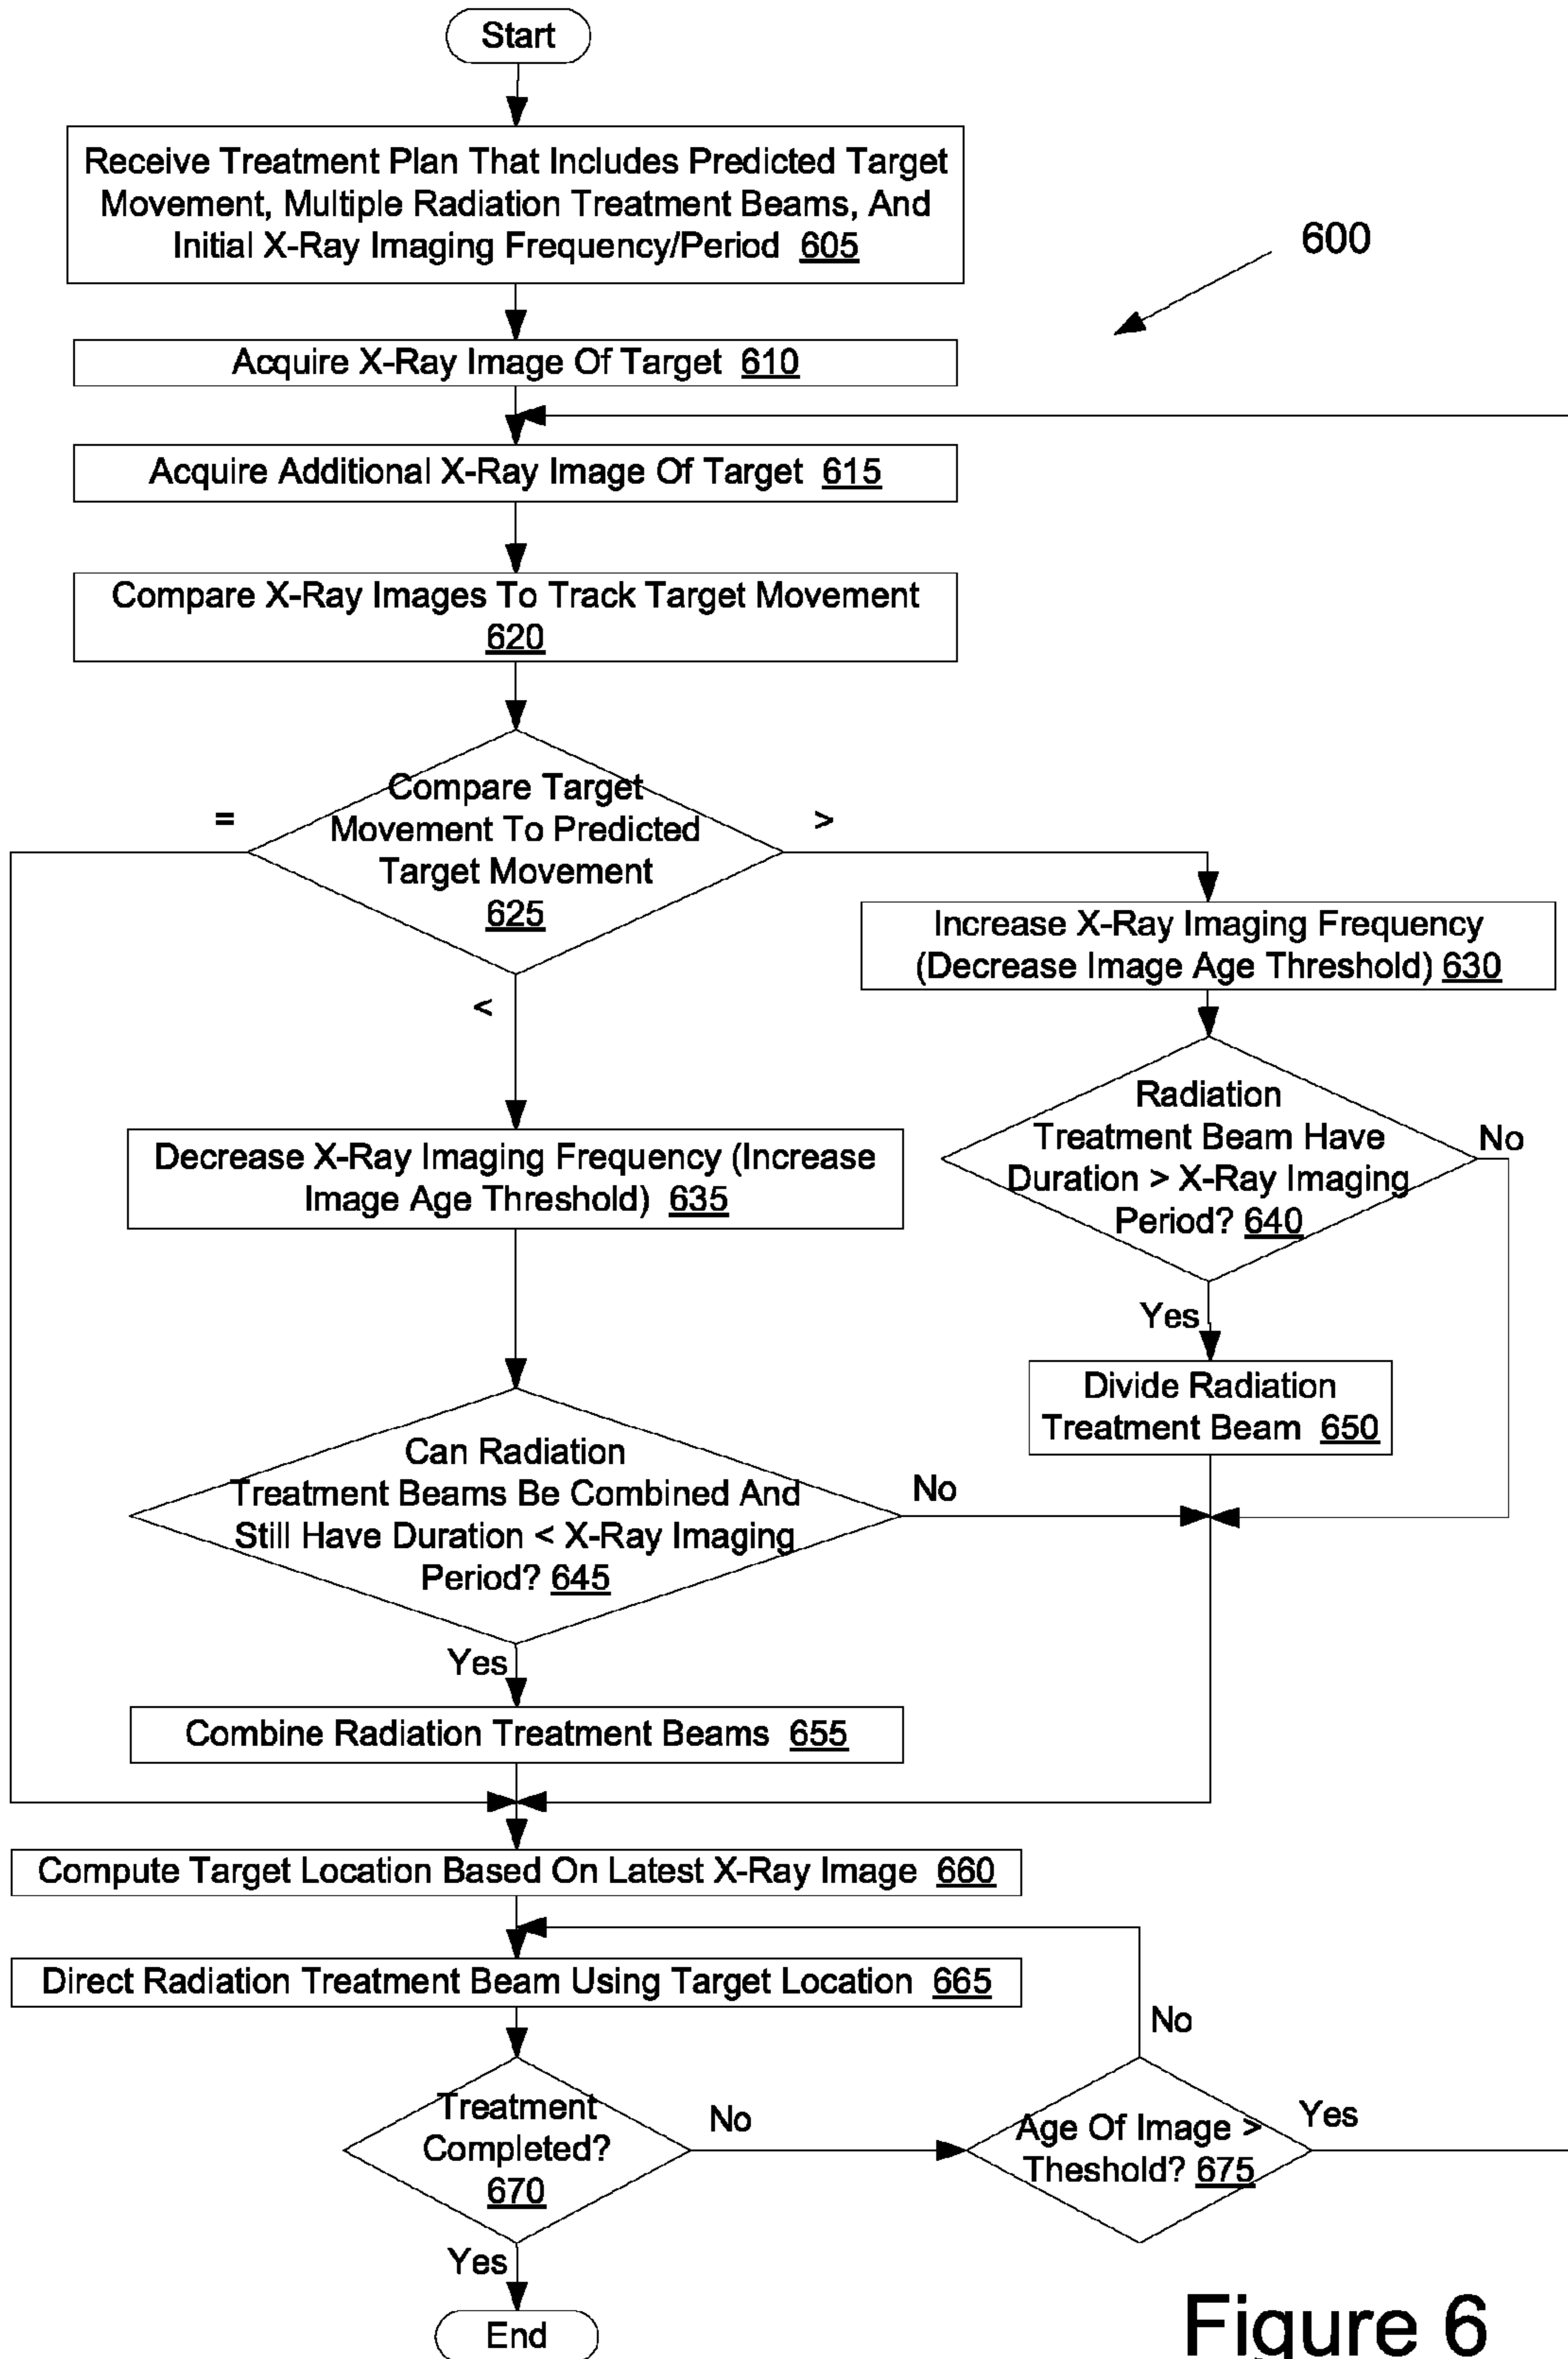 Start
Receive Treatment Plan That Includes Predicted Target
Movement, Multiple Radiation Treatment Beams, And
Initial X-Ray Imaging Frequency/Period 605
600
Acquire X-Ray Image Of Target 610
Acquire Additional X-Ray Image Of Target 615
Compare X-Ray Images To Track Target Movement
620
Compare Target
Movement To Predicted
Target Movement
625
=
>
<
Increase X-Ray Imaging Frequency
(Decrease Image Age Threshold) 630
Radiation
Treatment Beam Have
Duration > X-Ray Imaging
Period? 640
No
Yes
Decrease X-Ray Imaging Frequency (Increase
Image Age Threshold) 635
Divide Radiation
Treatment Beam 650
Can Radiation
Treatment Beams Be Combined And
Still Have Duration < X-Ray Imaging
Period? 645
No
Yes
Combine Radiation Treatment Beams 655
Compute Target Location Based On Latest X-Ray Image 660
Direct Radiation Treatment Beam Using Target Location 665
No
Treatment
Completed?
670
No
Age Of Image >
Theshold? 675
Yes
Yes
End
Figure 6